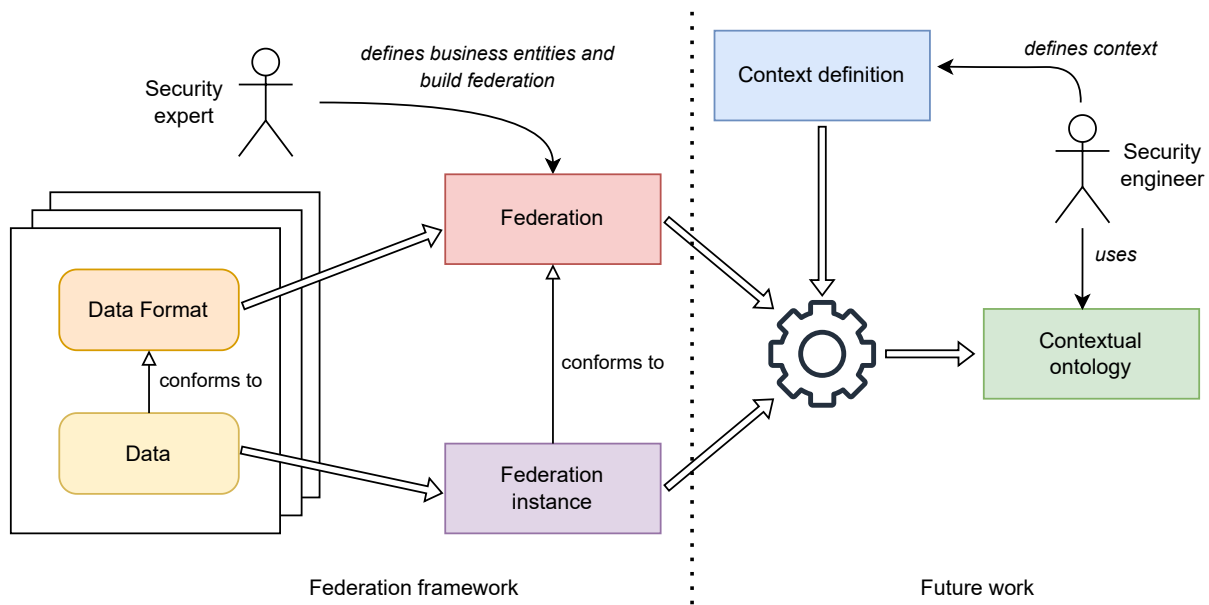 defines business entities and
build federation
Security
expert
Context definition
defines context
Security
engineer
Federation
uses
Data Format
conforms to
conforms to
Contextual
ontology
Data
Federation
instance
Federation framework
Future work